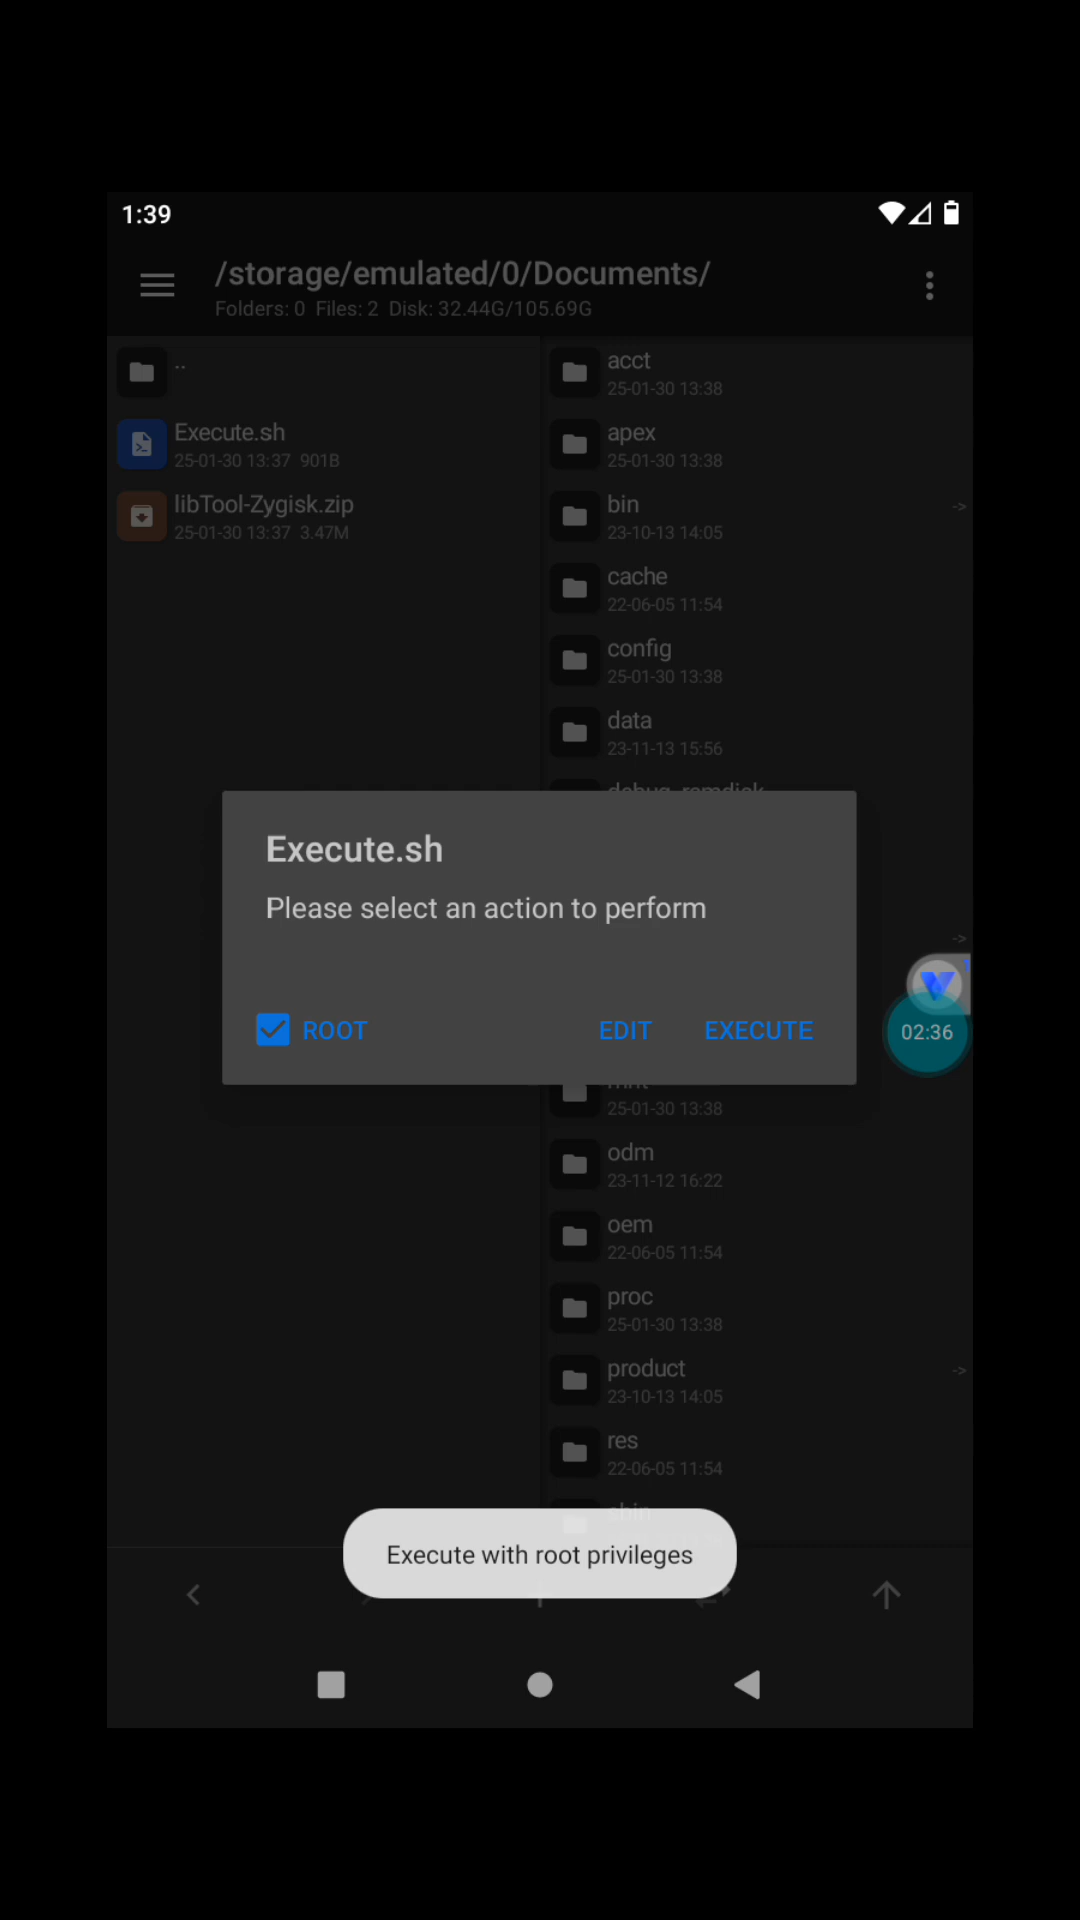 1:39
/storage/emulated/0/Documents/
Folders: 0 Files: 2 Disk: 32.44G/105.69G
..
Execute.sh
25-01-30 13:37 901B
libTool-Zygisk.zip
25-01-30 13:37 3.47M
acct
25-01-30 13:38
apex
25-01-30 13:38
bin
->
23-10-13 14:05
cache
22-06-05 11:54
config
25-01-30 13:38
data
23-11-13 15:56
debug_ramdisk
->
Execute.sh
Please select an action to perform
ROOT
EDIT
EXECUTE
02:36
mnt
25-01-30 13:38
odm
23-11-12 16:22
oem
22-06-05 11:54
proc
25-01-30 13:38
product
->
23-10-13 14:05
res
22-06-05 11:54
sbin
Execute with root privileges